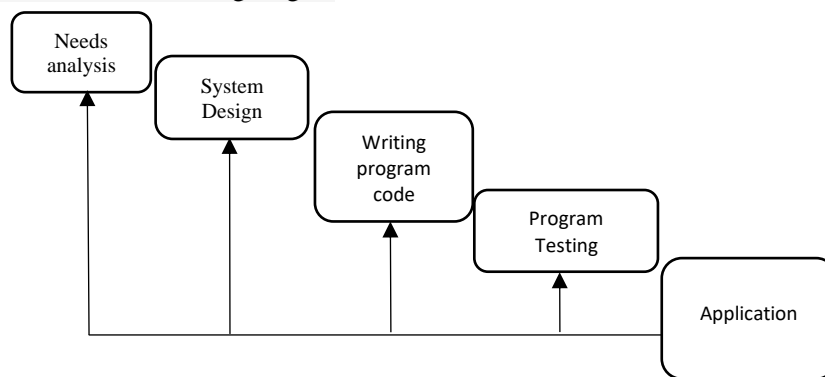 Needs
analysis
System
Design
Writing
program
code
Program
Testing
Application